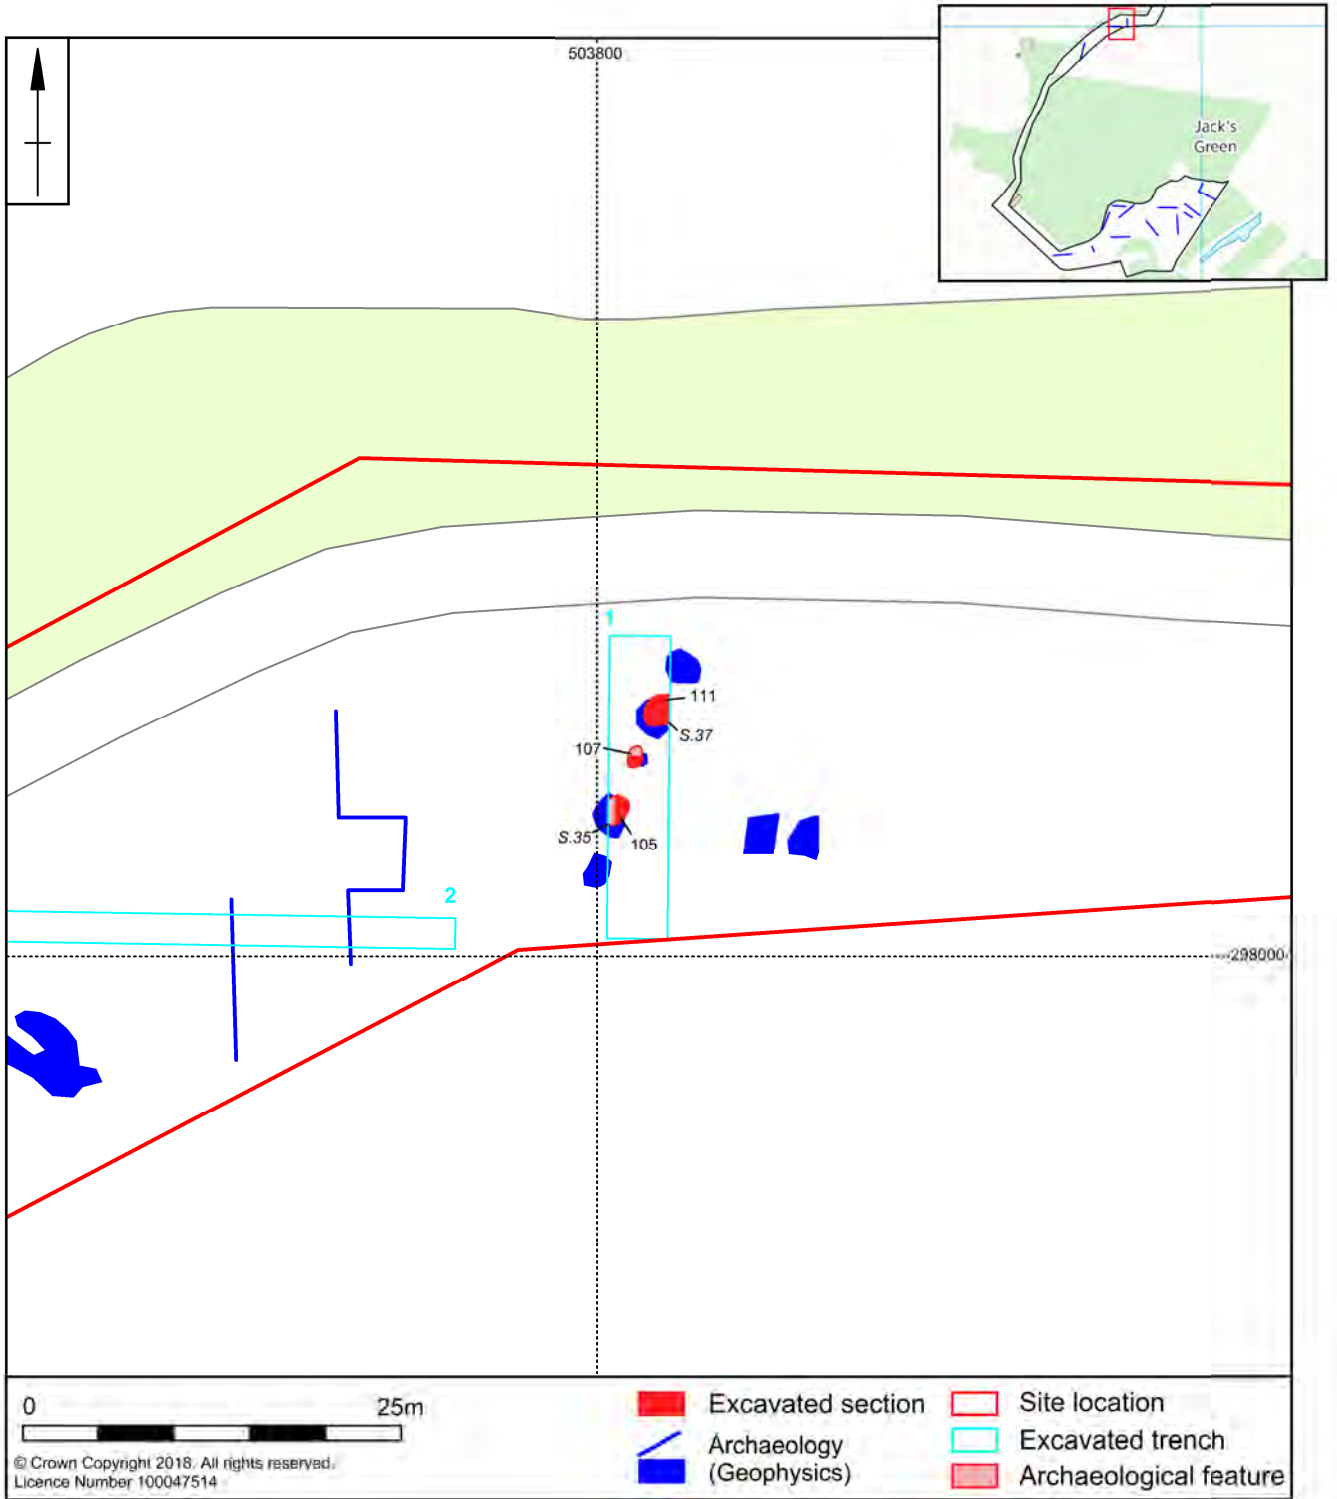 503800
Jack's
Green
1
111
S.37
107
S.35
105
2
298000
0 25m
© Crown Copyright 2018. All rights reserved.
Licence Number 100047514
Excavated section
Archaeology
(Geophysics)
Site location
Excavated trench
Archaeological feature